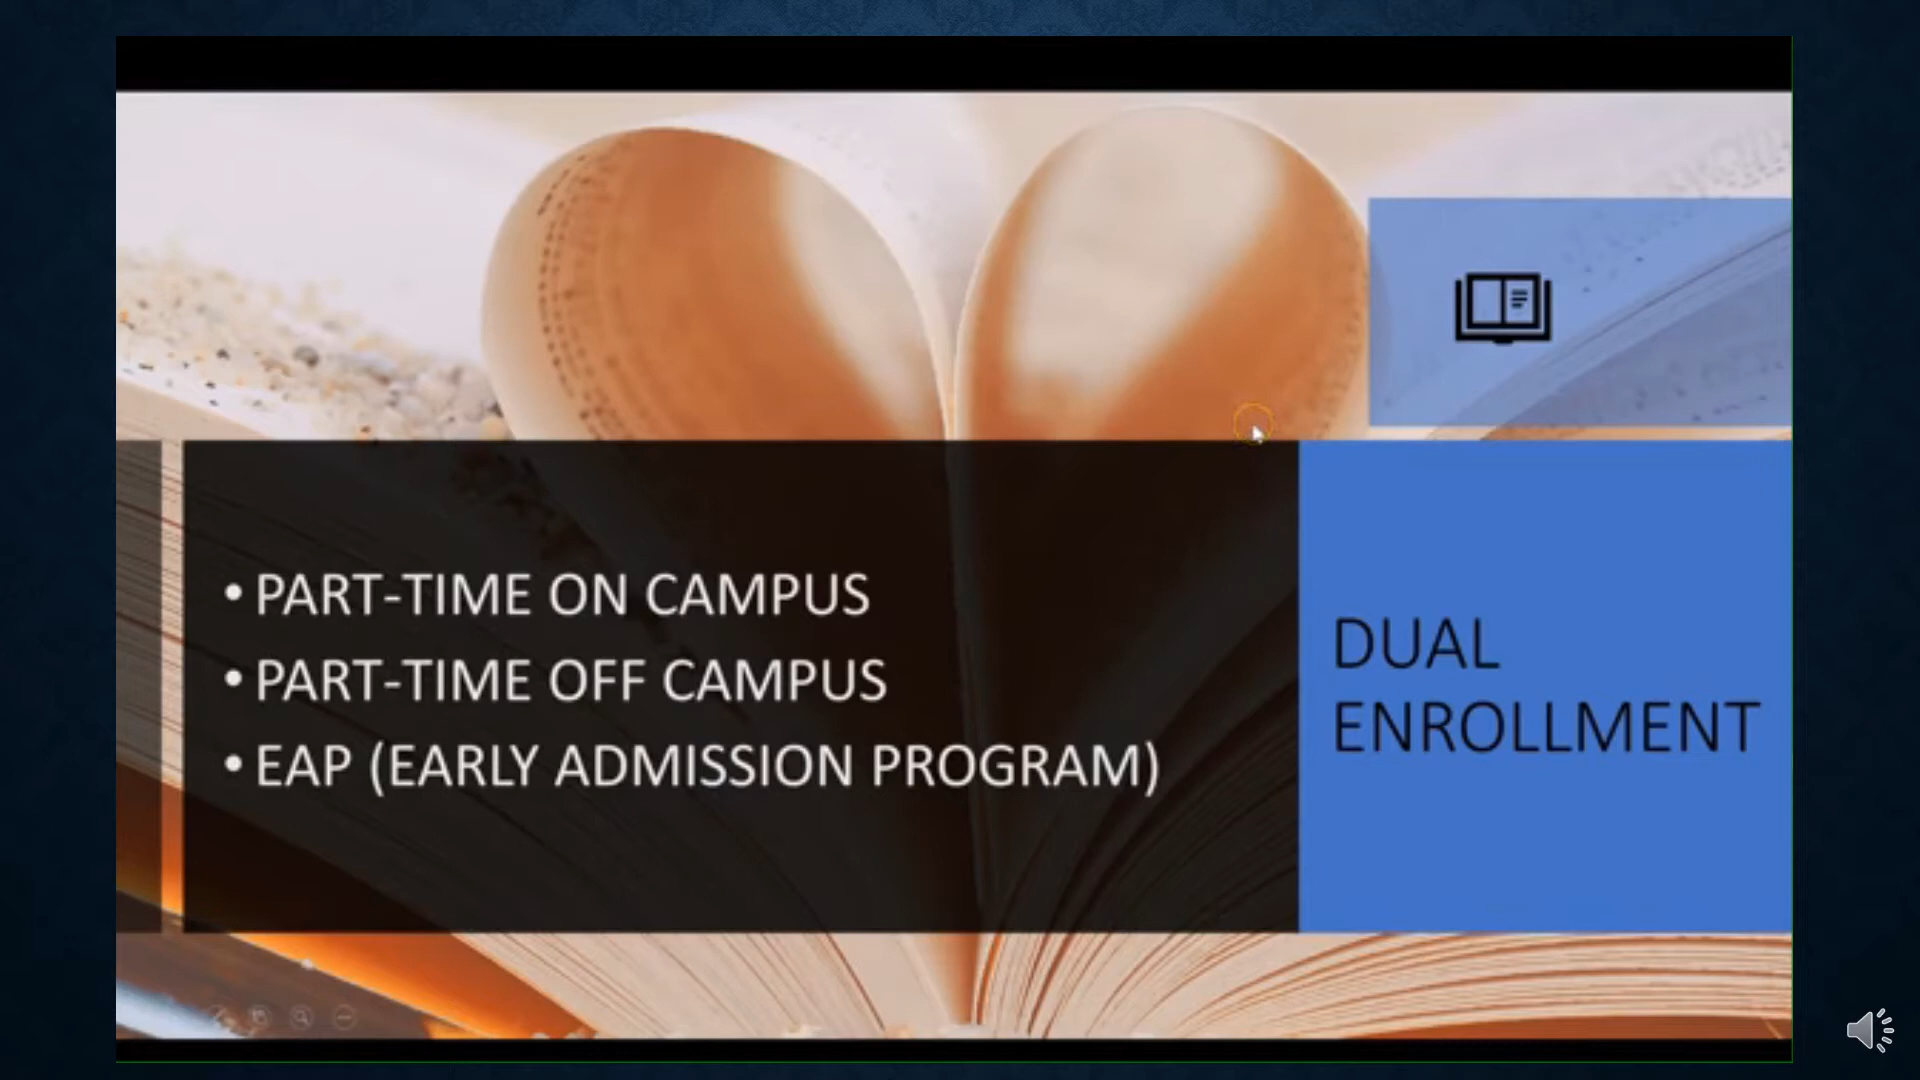 • PART-TIME ON CAMPUS
• PART-TIME OFF CAMPUS
• EAP (EARLY ADMISSION PROGRAM)
DUAL
ENROLLMENT